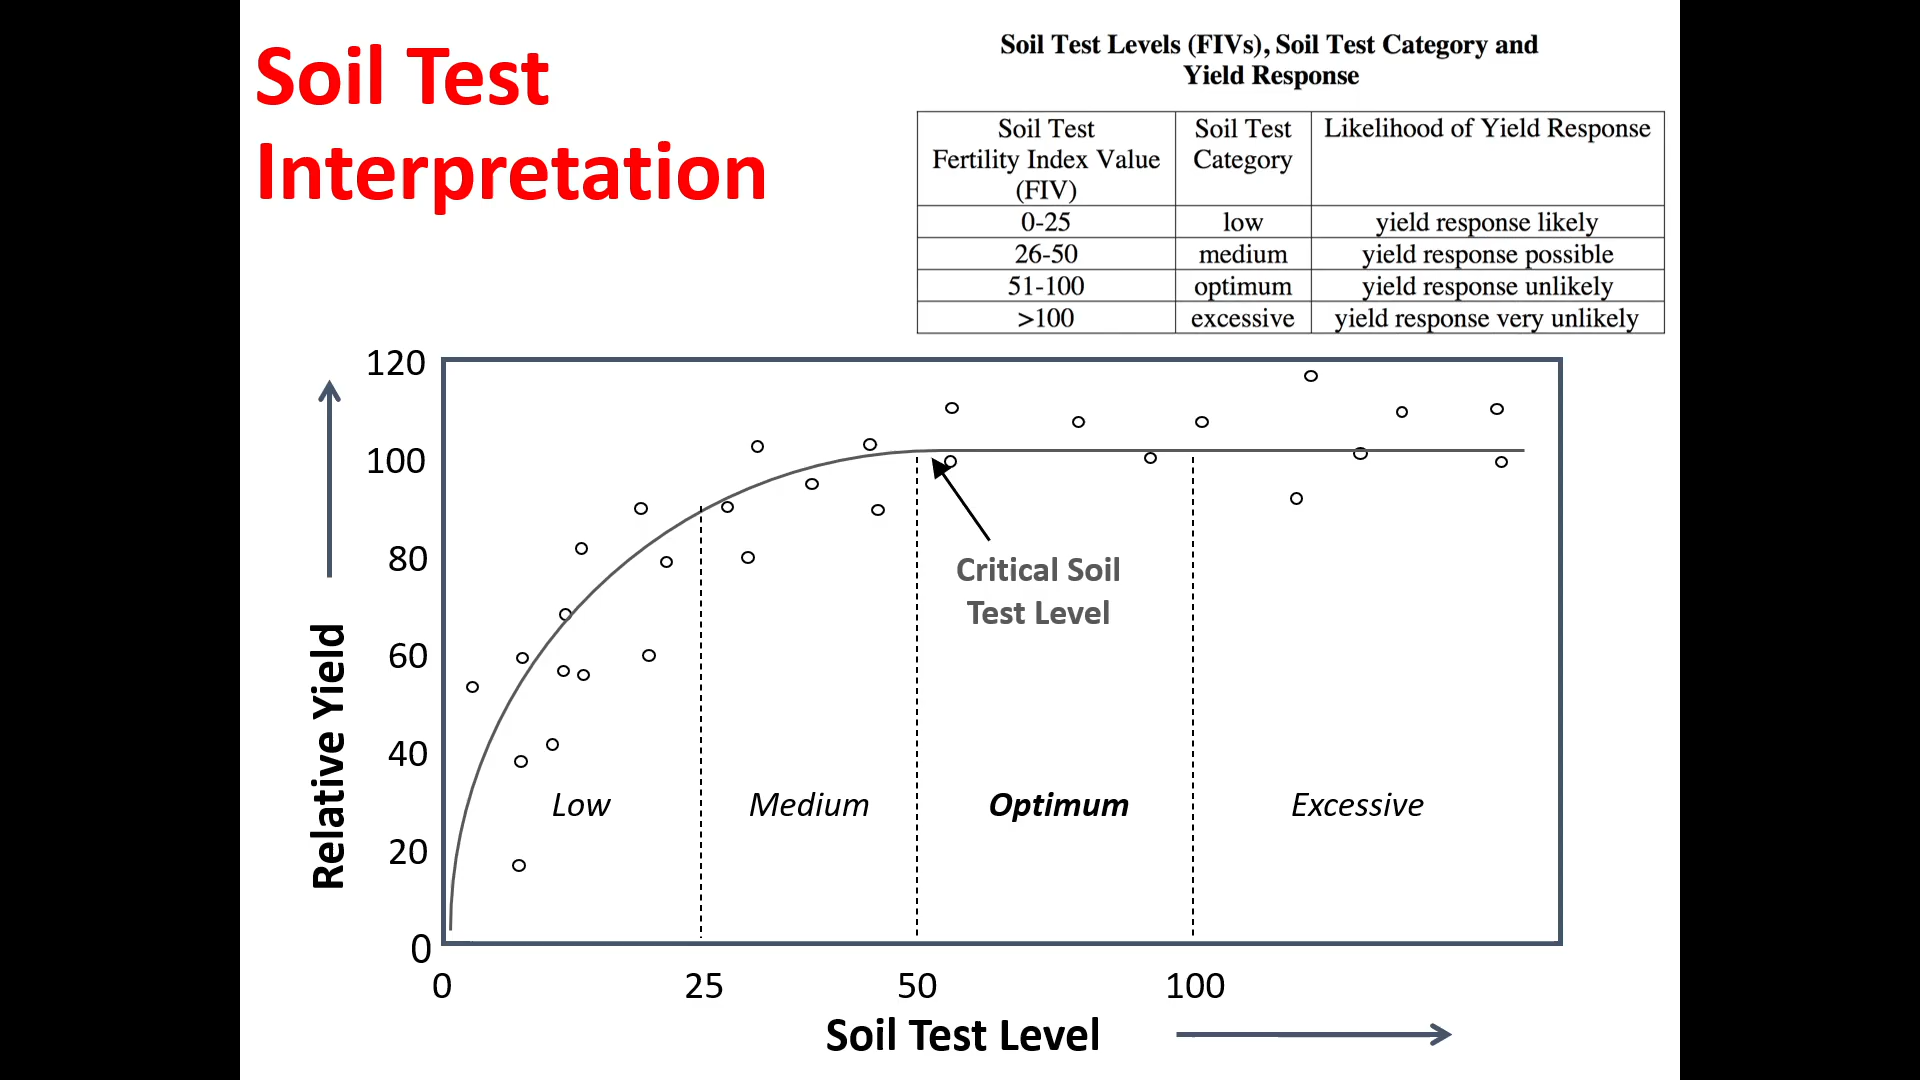 Soil Test
Interpretation
Soil Test Levels (FIVs), Soil Test Category and
Yield Response
Soil Test
Fertility Index Value
(FIV)
Soil Test
Category
Likelihood of Yield Response
0-25
low
yield response likely
26-50
medium
yield response possible
51-100
optimum
yield response unlikely
>100
excessive
yield response very unlikely
120
100
80
60
40
20
0
Relative Yield
Critical Soil
Test Level
Low
Medium
Optimum
Excessive
0
25
50
100
Soil Test Level